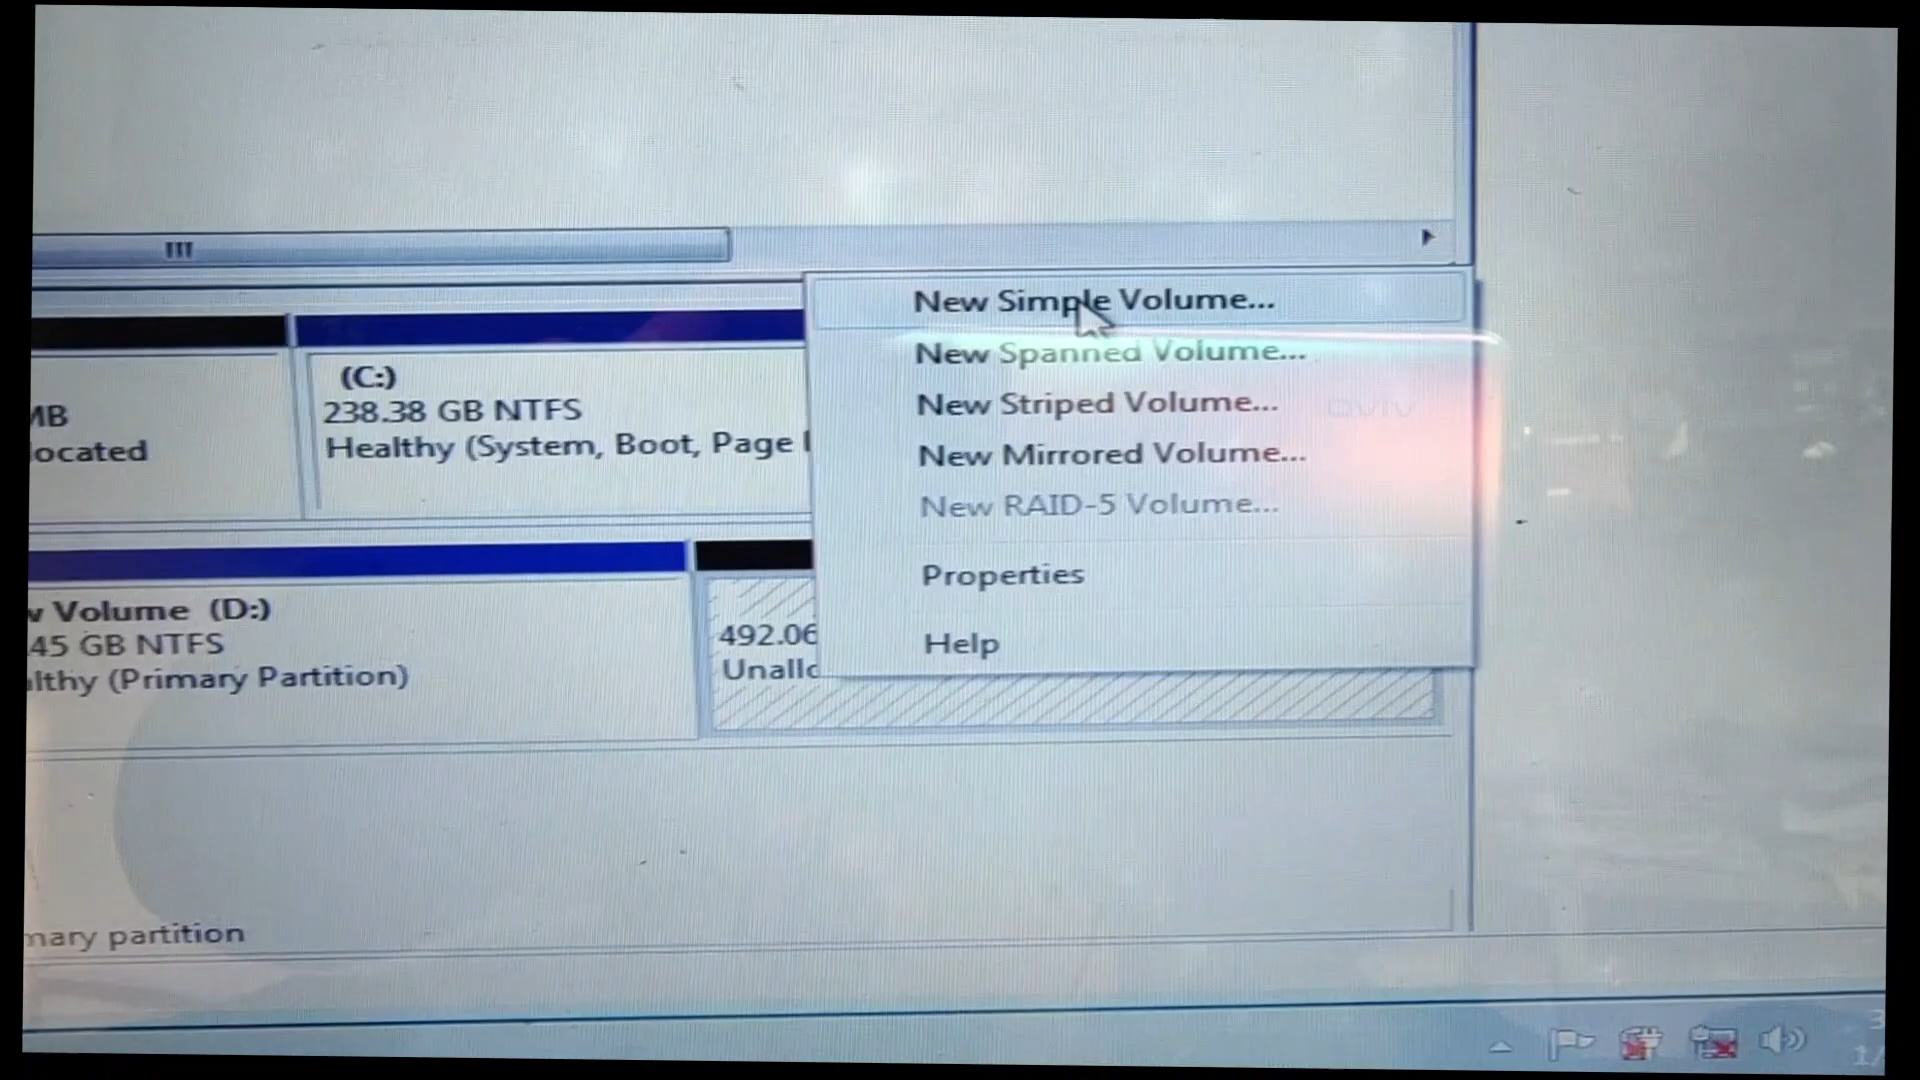 New Simple Volume...
New Spanned Volume...
New Striped Volume...
New Mirrored Volume...
New RAID-5 Volume...
Properties
Help
MB
located
(C:)
238.38 GB NTFS
Healthy (System, Boot, Page
Volume (D:)
45 GB NTFS
lthy (Primary Partition)
492.06
Unallo
mary partition